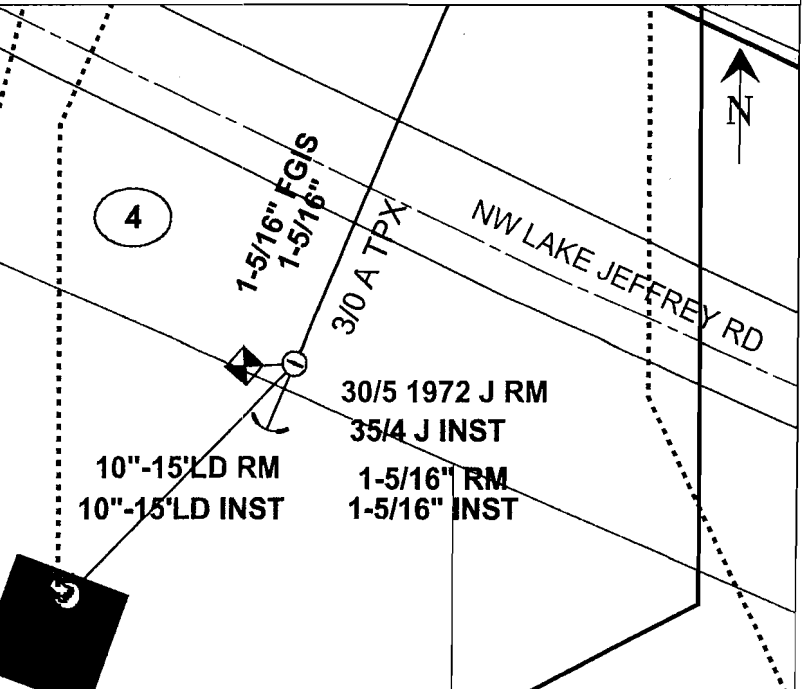 N
4
1-5/16" FGIS
1-5/16"
3/0 A TPX
NW LAKE JEFFREY RD
30/5 1972 J RM
35/4 J INST
10"-15'LD RM
10"-15'LD INST
1-5/16" RM
1-5/16" INST